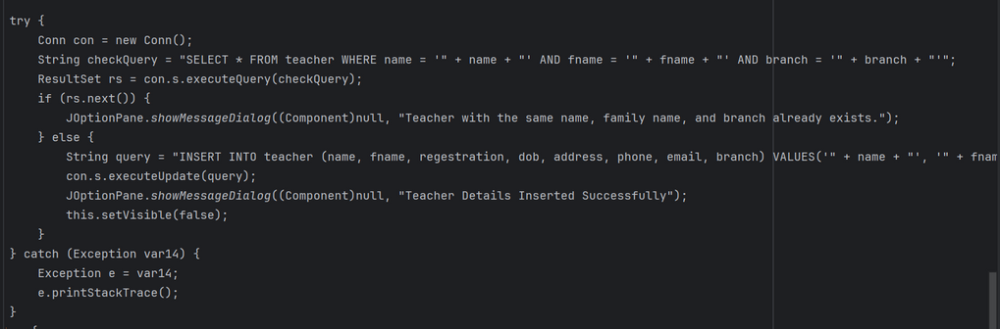 try {
    Conn con = new Conn();
    String checkQuery = "SELECT * FROM teacher WHERE name = '" + name + "' AND fname = '" + fname + "' AND branch = '" + branch + "'";
    ResultSet rs = con.s.executeQuery(checkQuery);
    if (rs.next()) {
        JOptionPane.showMessageDialog((Component)null, "Teacher with the same name, family name, and branch already exists.");
    } else {
        String query = "INSERT INTO teacher (name, fname, regestration, dob, address, phone, email, branch) VALUES('" + name + "', '" + fnam
        con.s.executeUpdate(query);
        JOptionPane.showMessageDialog((Component)null, "Teacher Details Inserted Successfully");
        this.setVisible(false);
    }
} catch (Exception var14) {
    Exception e = var14;
    e.printStackTrace();
}